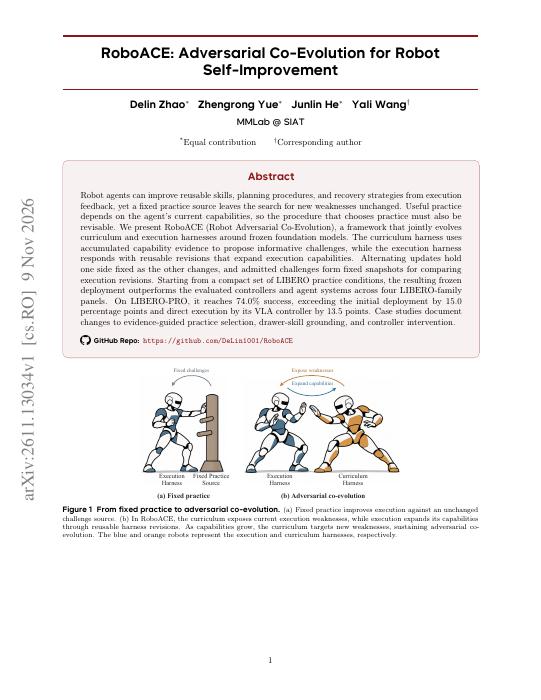 RoboACE: Adversarial Co-Evolution for Robot
Self-Improvement
Delin Zhao* Zhengrong Yue* Junlin He* Yali Wang†
MMLab @ SIAT
*Equal contribution †Corresponding author
Abstract
Robot agents can improve reusable skills, planning procedures, and recovery strategies from execution
feedback, yet a fixed practice source leaves the search for new weaknesses unchanged. Useful practice
depends on the agent's current capabilities, so the procedure that chooses practice must also be
revisable. We present RoboACE (Robot Adversarial Co-Evolution), a framework that jointly evolves
curriculum and execution harnesses around frozen foundation models. The curriculum harness uses
accumulated capability evidence to propose informative challenges, while the execution harness
responds with reusable revisions that expand execution capabilities. Alternating updates hold
one side fixed as the other changes, and admitted challenges form fixed snapshots for comparing
execution revisions. Starting from a compact set of LIBERO practice conditions, the resulting frozen
deployment outperforms the evaluated controllers and agent systems across four LIBERO-family
panels. On LIBERO-PRO, it reaches 74.0% success, exceeding the initial deployment by 15.0
percentage points and direct execution by its VLA controller by 13.5 points. Case studies document
changes to evidence-guided practice selection, drawer-skill grounding, and controller intervention.
GitHub Repo: https://github.com/DeLin1001/RoboACE
Fixed challenges
Expose weaknesses
Expand capabilities
Execution
Harness
Fixed Practice
Source
Execution
Harness
Curriculum
Harness
(a) Fixed practice
(b) Adversarial co-evolution
Figure 1 From fixed practice to adversarial co-evolution. (a) Fixed practice improves execution against an unchanged
challenge source. (b) In RoboACE, the curriculum exposes current execution weaknesses, while execution expands its capabilities
through reusable harness revisions. As capabilities grow, the curriculum targets new weaknesses, sustaining adversarial co-
evolution. The blue and orange robots represent the execution and curriculum harnesses, respectively.
1
arXiv:2611.13034v1 [cs.RO] 9 Nov 2026